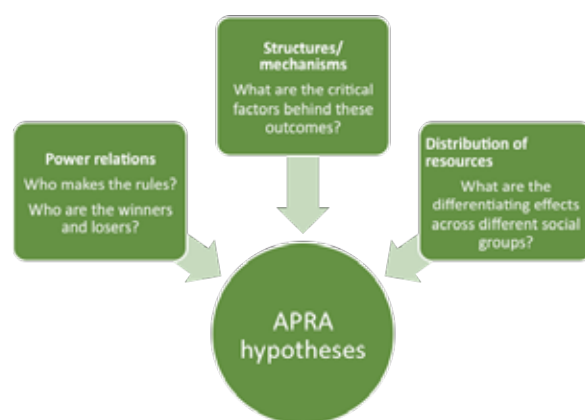 Structures/
mechanisms
What are the critical
factors behind these
outcomes?
Power relations
Who makes the rules?
Who are the winners
and losers?
Distribution of
resources
What are the
differentiating effects
across different social
groups?
APRA
hypotheses